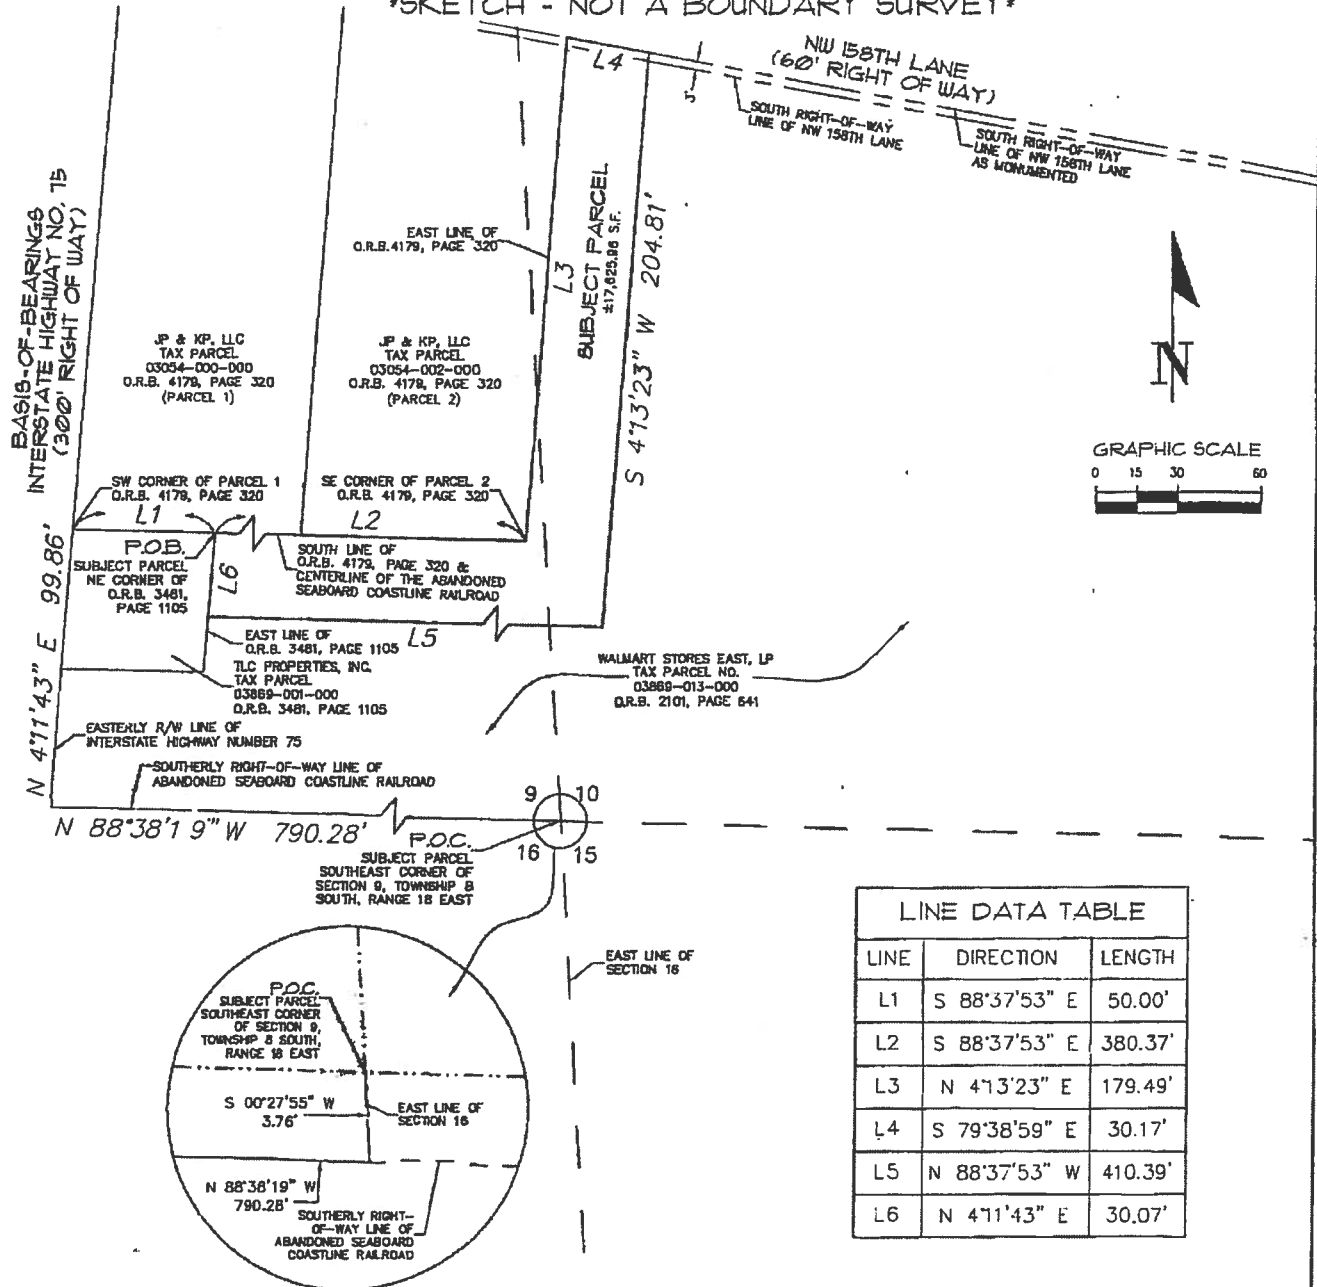 *SKETCH - NOT A BOUNDARY SURVEY*
NW 158TH LANE
(60' RIGHT OF WAY)
L4
5'
SOUTH RIGHT-OF-WAY
LINE OF NW 158TH LANE
SOUTH RIGHT-OF-WAY
LINE OF NW 158TH LANE
AS MONUMENTED
BASIS-OF-BEARINGS
INTERSTATE HIGHWAY NO. 75
(300' RIGHT OF WAY)
EAST LINE OF
O.R.B. 4179, PAGE 320
L3
SUBJECT PARCEL
±17,625.96 S.F.
S 4°13'23" W 204.81'
JP & KP, LLC
TAX PARCEL
03054-000-000
O.R.B. 4179, PAGE 320
(PARCEL 1)
JP & KP, LLC
TAX PARCEL
03054-002-000
O.R.B. 4179, PAGE 320
(PARCEL 2)
N
GRAPHIC SCALE
0 15 30 60
SW CORNER OF PARCEL 1
O.R.B. 4179, PAGE 320
SE CORNER OF PARCEL 2
O.R.B. 4179, PAGE 320
L1
L2
P.O.B.
SUBJECT PARCEL
NE CORNER OF
O.R.B. 3481,
PAGE 1105
L6
SOUTH LINE OF
O.R.B. 4179, PAGE 320 &
CENTERLINE OF THE ABANDONED
SEABOARD COASTLINE RAILROAD
N 4°11'43" E 99.86'
EAST LINE OF
O.R.B. 3481, PAGE 1105
L5
TLC PROPERTIES, INC.
TAX PARCEL
03869-001-000
O.R.B. 3481, PAGE 1105
WALMART STORES EAST, LP
TAX PARCEL NO.
03869-013-000
O.R.B. 2101, PAGE 641
EASTERLY R/W LINE OF
INTERSTATE HIGHWAY NUMBER 75
SOUTHERLY RIGHT-OF-WAY LINE OF
ABANDONED SEABOARD COASTLINE RAILROAD
9 10
16 15
N 88°38'1 9"' W 790.28'
P.O.C.
SUBJECT PARCEL
SOUTHEAST CORNER OF
SECTION 9, TOWNSHIP 8
SOUTH, RANGE 18 EAST
EAST LINE OF
SECTION 16
P.O.C.
SUBJECT PARCEL
SOUTHEAST CORNER
OF SECTION 9,
TOWNSHIP 8 SOUTH,
RANGE 18 EAST
S 00°27'55" W
3.76'
EAST LINE OF
SECTION 16
N 88°38'19" W
790.28'
SOUTHERLY RIGHT-
OF-WAY LINE OF
ABANDONED SEABOARD
COASTLINE RAILROAD
LINE DATA TABLE
LINE DIRECTION LENGTH
L1 S 88°37'53" E 50.00'
L2 S 88°37'53" E 380.37'
L3 N 4°13'23" E 179.49'
L4 S 79°38'59" E 30.17'
L5 N 88°37'53" W 410.39'
L6 N 4°11'43" E 30.07'